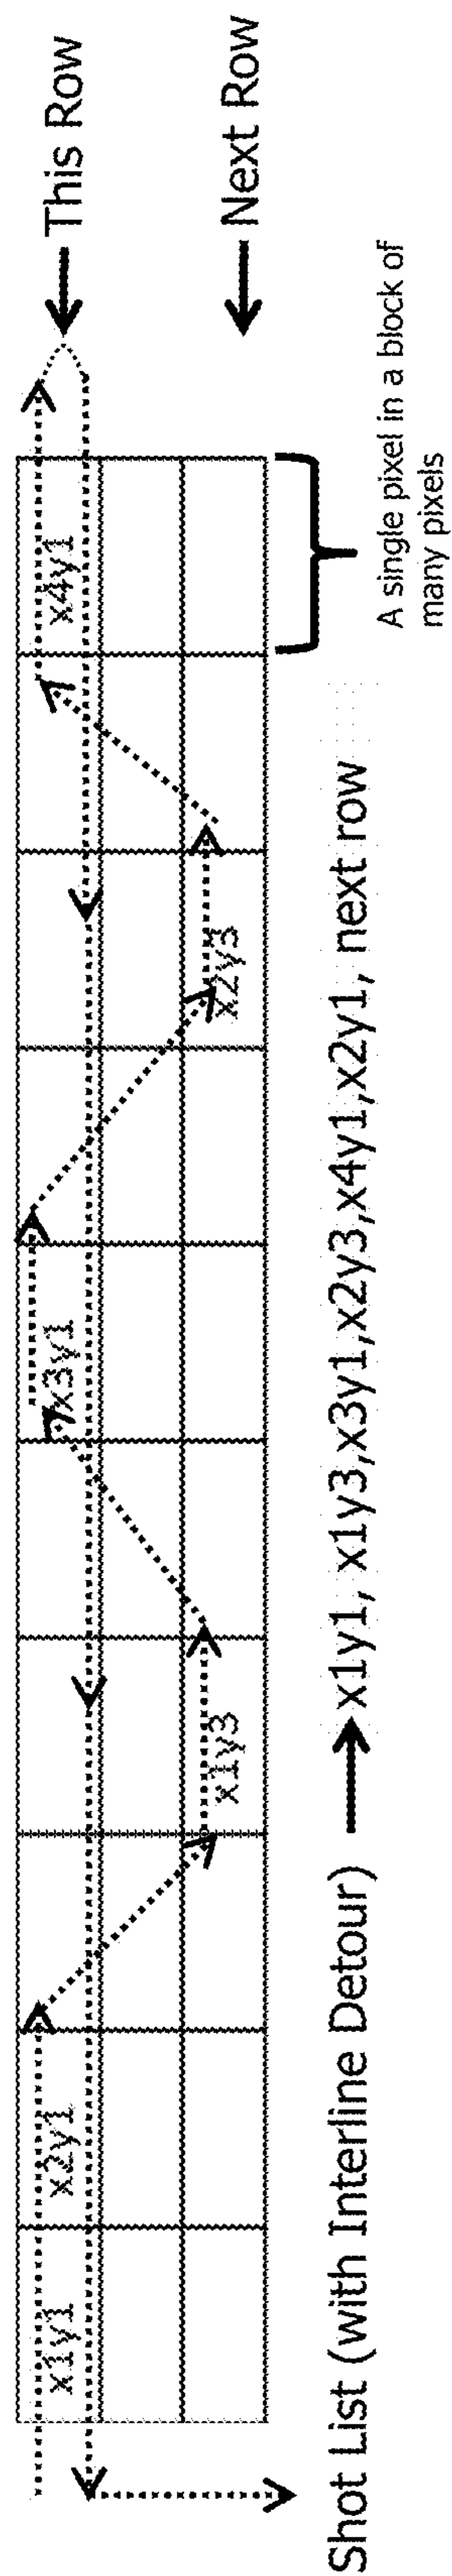 This Row
Next Row
x1y1
x2y1
x3y1
x4y1
x1y3
x2y3
A single pixel in a block of
many pixels
Shot List (with Interline Detour)
x1y1, x1y3,x3y1,x2y3,x4y1,x2y1, next row